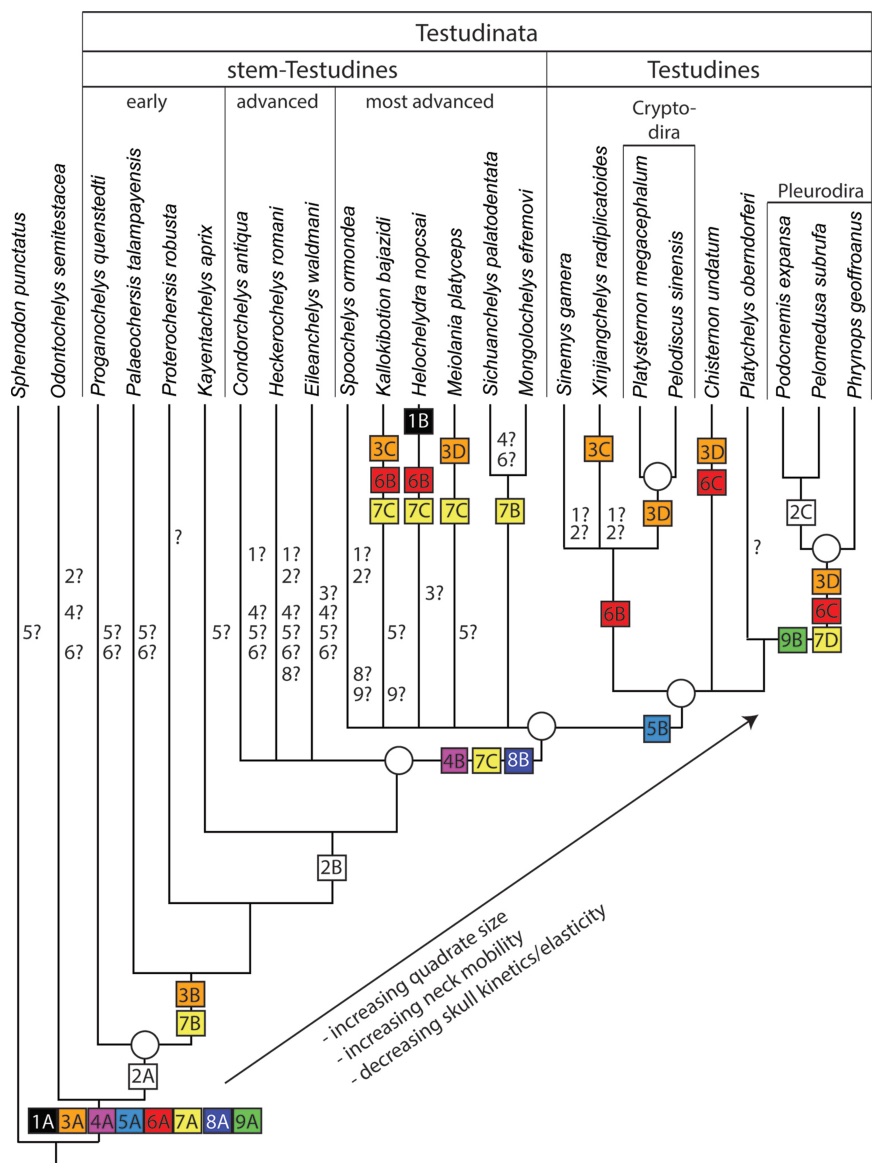 Testudinata
stem-Testudines
Testudines
early
advanced
most advanced
Crypto-
dira
Pleurodira
Sphenodon punctatus
Odontochelys semitestacea
Proganochelys quenstedti
Palaeochersis talampayensis
Proterochersis robusta
Kayentachelys aprix
Condorchelys antiqua
Heckerochelys romani
Eileanchelys waldmani
Spoochelys ormondea
Kallokibotion bajazidi
Helochelydra nopcsai
Meiolania platyceps
Sichuanchelys palatodentata
Mongolochelys efremovi
Sinemys gamera
Xinjiangchelys radiplicatoides
Platysternon megacephalum
Pelodiscus sinensis
Chisternon undatum
Platychelys oberndorferi
Podocnemis expansa
Pelomedusa subrufa
Phrynops geoffroanus
1B
3C 3D 3C 3D
4?
6?
6B 6B 6C
7C 7C 7C 7B 3D 2C
1? 1?
2? 2?
? ?
1? 1? 1?
2? 2? 2? 3D
3? 3?
4? 4? 4? 4? 6B 6C
5? 5? 5? 5? 5? 5? 5? 5? 5? 9B 7D
6? 6? 6? 6? 6? 6?
8? 8?
9? 9?
5B
4B 7C 8B
2B
3B
7B
2A
1A 3A 4A 5A 6A 7A 8A 9A
- increasing quadrate size
- increasing neck mobility
- decreasing skull kinetics/elasticity